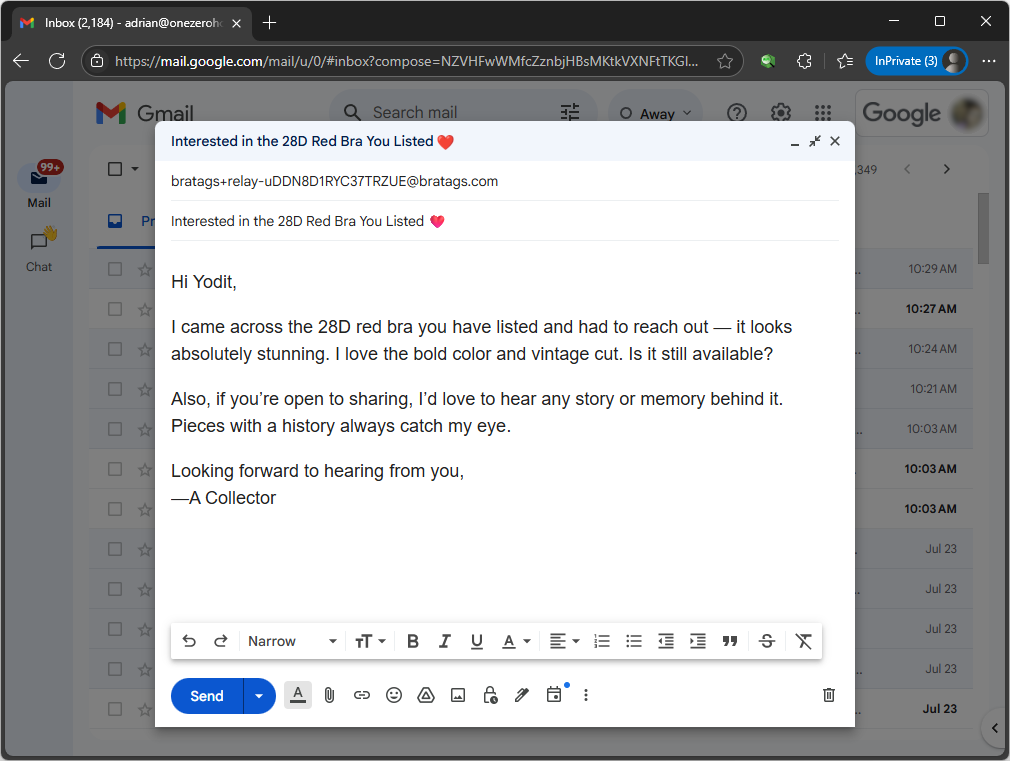 Inbox (2,184) - adrian@onezeroho
https://mail.google.com/mail/u/0/#inbox?compose=NZVHFwWMfcZznbjHBsMKtkVXNFtTKGl...
InPrivate (3)
Gmail
Search mail
Away
Google
99+
Mail
Chat
Pr
,349
Interested in the 28D Red Bra You Listed ❤️
bratags+relay-uDDN8D1RYC37TRZUE@bratags.com
Interested in the 28D Red Bra You Listed 💖
Hi Yodit,
I came across the 28D red bra you have listed and had to reach out — it looks
absolutely stunning. I love the bold color and vintage cut. Is it still available?
Also, if you’re open to sharing, I’d love to hear any story or memory behind it.
Pieces with a history always catch my eye.
Looking forward to hearing from you,
—A Collector
10:29 AM
10:27 AM
10:24 AM
10:21 AM
10:03 AM
10:03 AM
10:03 AM
Jul 23
Jul 23
Jul 23
Jul 23
Jul 23
Narrow
Send